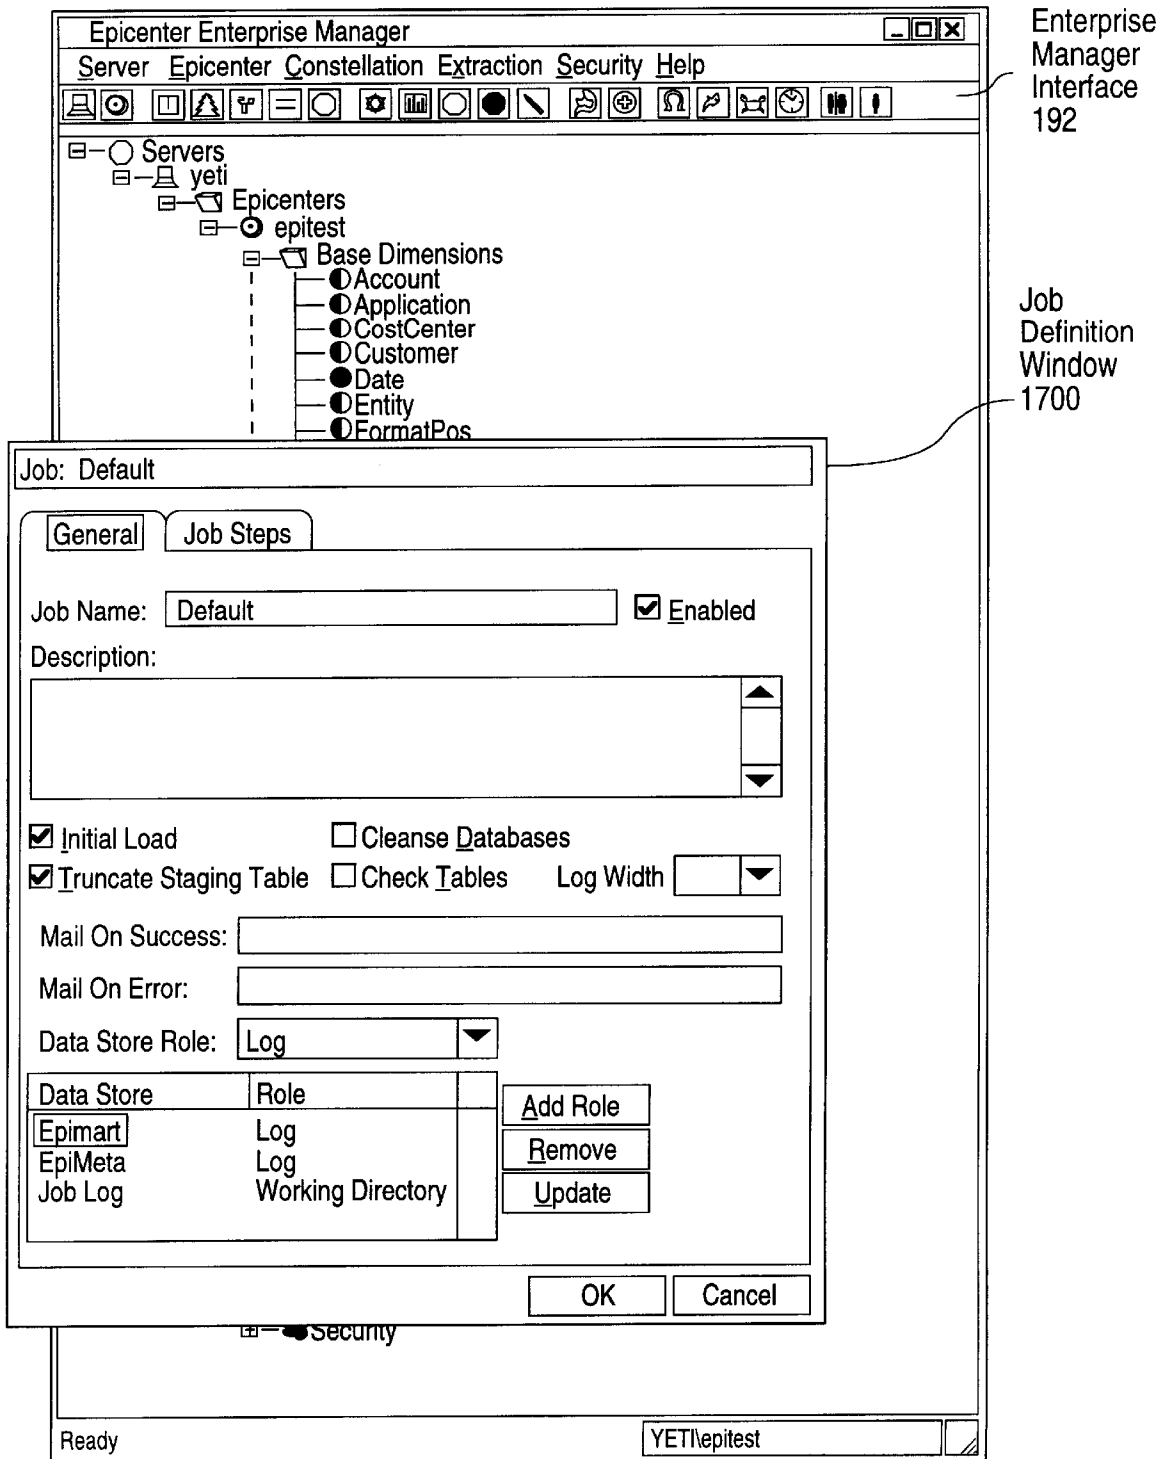 Epicenter Enterprise Manager
Server Epicenter Constellation Extraction Security Help
Enterprise
Manager
Interface
192
Servers
yeti
Epicenters
epitest
Base Dimensions
Account
Application
CostCenter
Customer
Date
Entity
FormatPos
Job
Definition
Window
1700
Job: Default
General Job Steps
Job Name: Default Enabled
Description:
Initial Load Cleanse Databases
Truncate Staging Table Check Tables Log Width
Mail On Success:
Mail On Error:
Data Store Role: Log
Data Store Role
Epimart Log
EpiMeta Log
Job Log Working Directory
Add Role
Remove
Update
OK Cancel
Security
Ready YETI\epitest